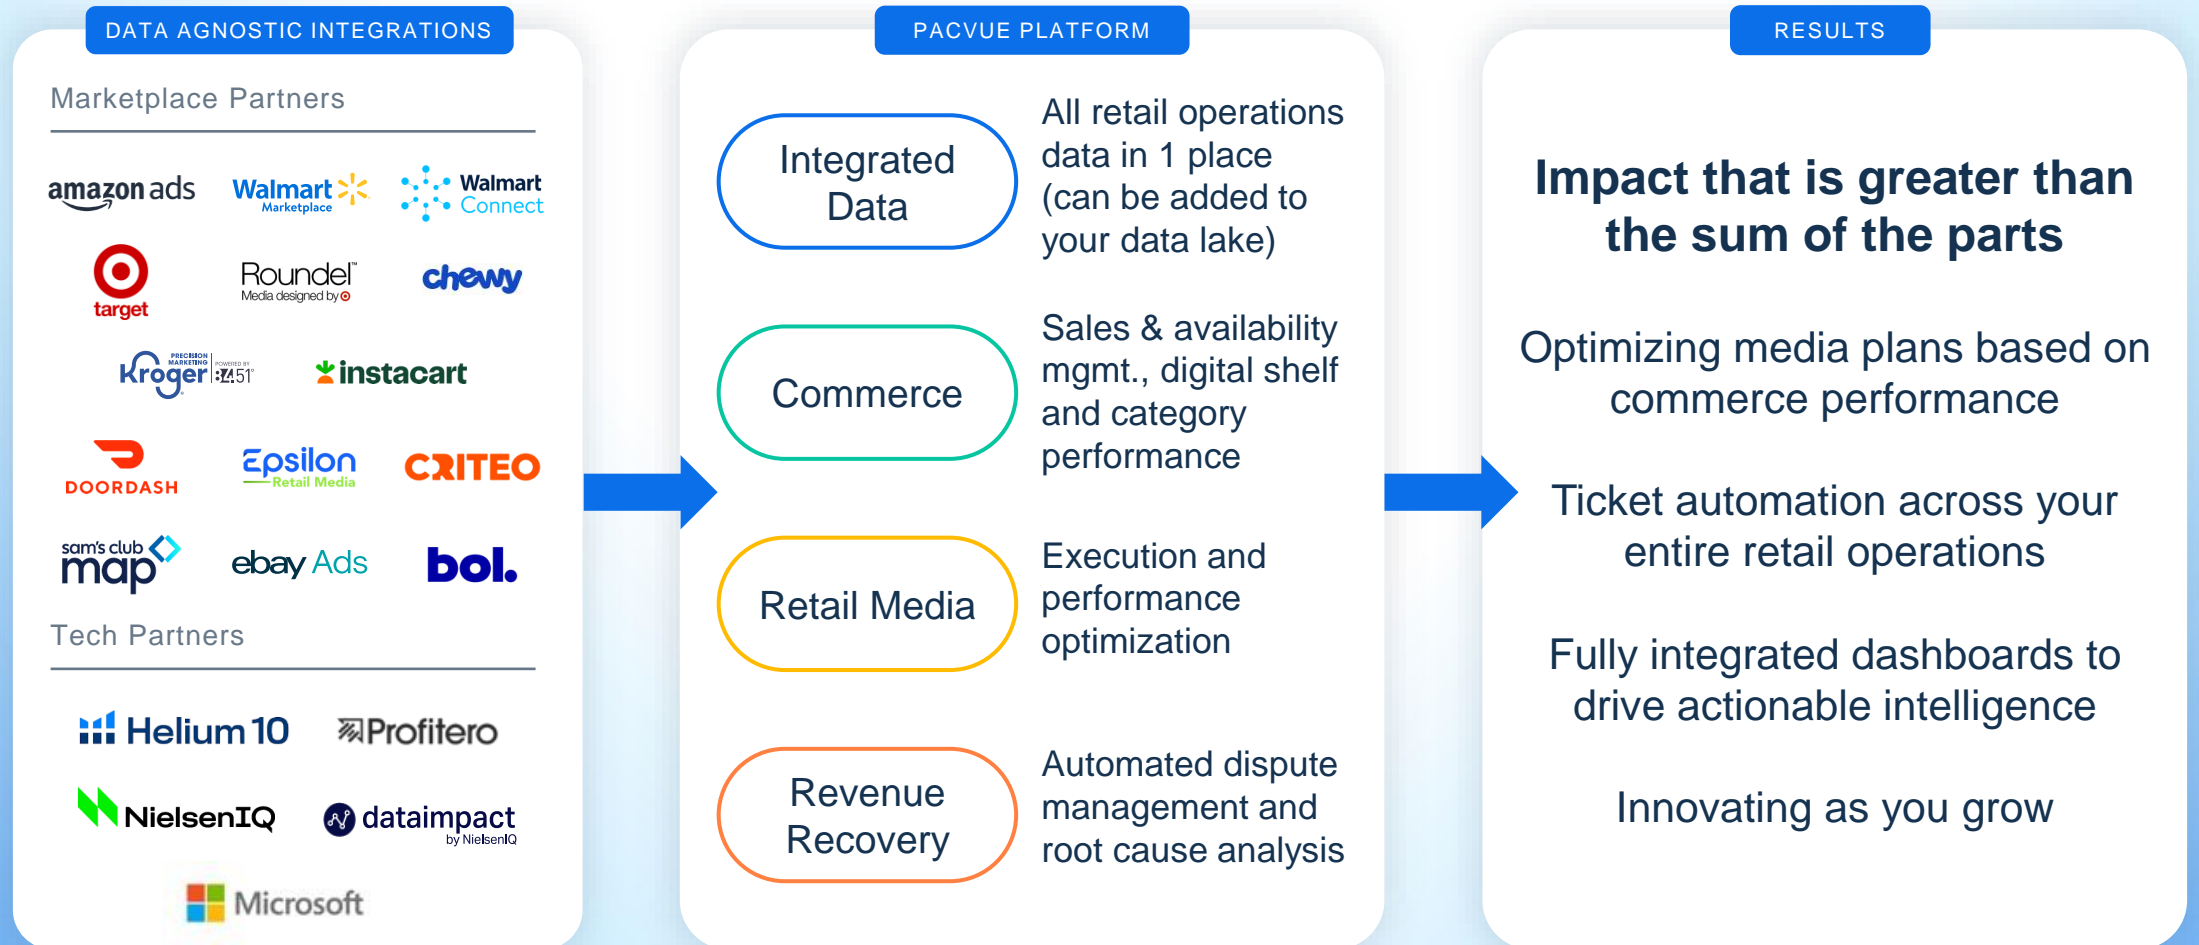 DATA AGNOSTIC INTEGRATIONS
Marketplace Partners
amazon ads
Walmart
Marketplace
Walmart
Connect
target
Roundel™
Media designed by
chewy
Kroger
PRECISION
MARKETING
POWERED BY
84.51°
instacart
DOORDASH
Epsilon
Retail Media
CRITEO
sam's club
map
ebay Ads
bol.
Tech Partners
Helium 10
Profitero
NielsenIQ
dataimpact
by NielsenIQ
Microsoft
PACVUE PLATFORM
Integrated
Data
All retail operations
data in 1 place
(can be added to
your data lake)
Commerce
Sales & availability
mgmt., digital shelf
and category
performance
Retail Media
Execution and
performance
optimization
Revenue
Recovery
Automated dispute
management and
root cause analysis
RESULTS
Impact that is greater than
the sum of the parts
Optimizing media plans based on
commerce performance
Ticket automation across your
entire retail operations
Fully integrated dashboards to
drive actionable intelligence
Innovating as you grow